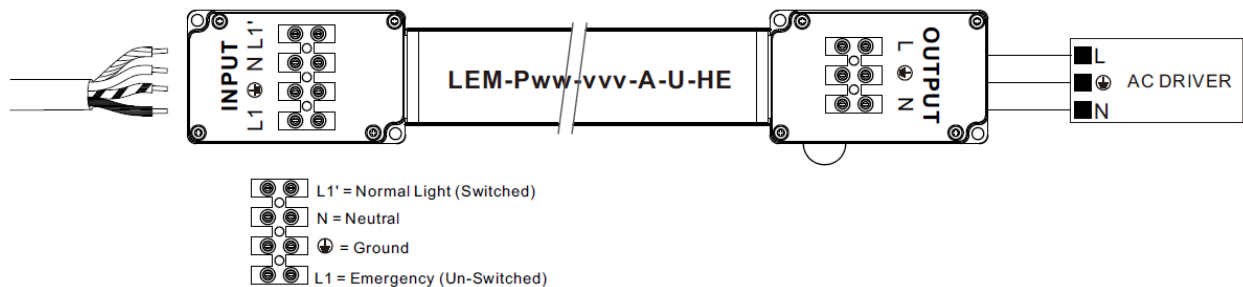 INPUT
L1 ⏚ N L1'
LEM-Pww-vvv-A-U-HE
L ⏚ N
OUTPUT
L
⏚ AC DRIVER
N
L1' = Normal Light (Switched)
N = Neutral
⏚ = Ground
L1 = Emergency (Un-Switched)